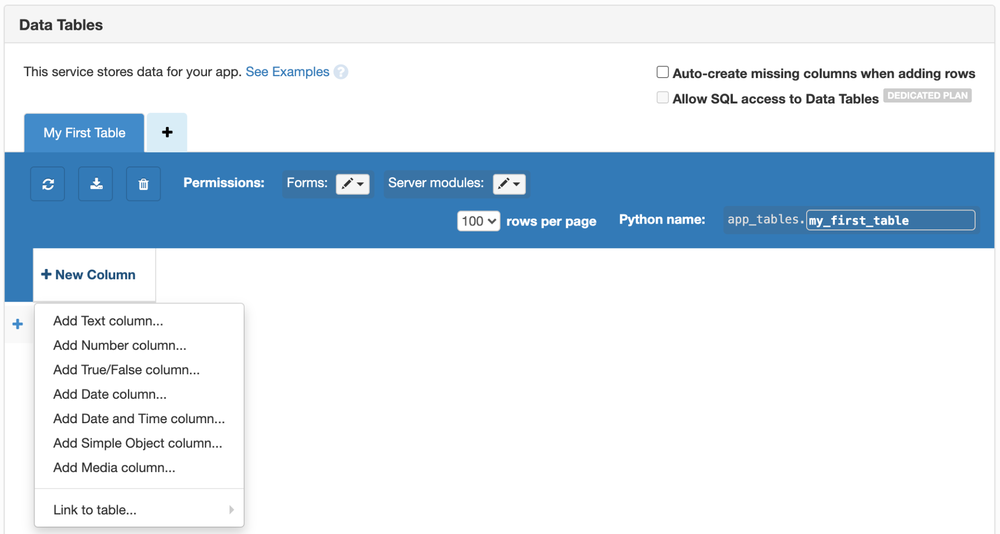 Data Tables
This service stores data for your app. See Examples ?
Auto-create missing columns when adding rows
Allow SQL access to Data Tables DEDICATED PLAN
My First Table +
Permissions: Forms: Server modules:
100 rows per page Python name: app_tables.my_first_table
+ New Column
+
Add Text column...
Add Number column...
Add True/False column...
Add Date column...
Add Date and Time column...
Add Simple Object column...
Add Media column...
Link to table...